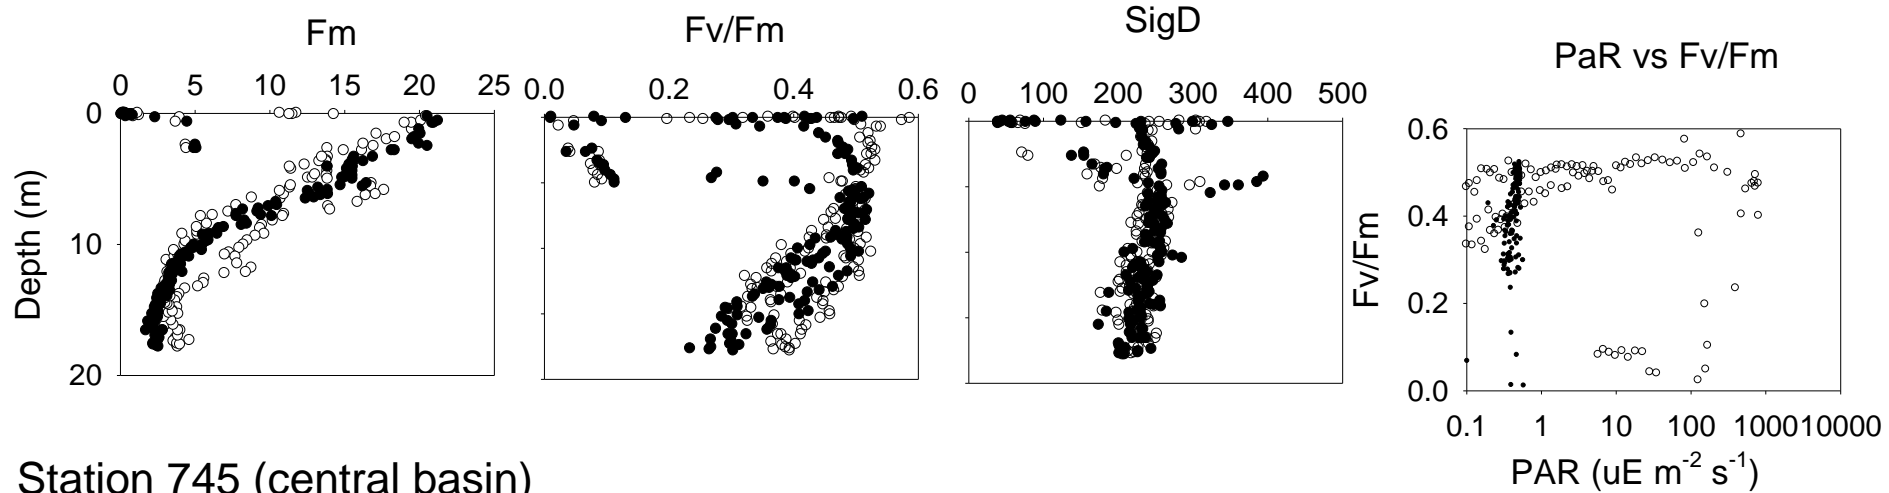 Fm
Fv/Fm
SigD
PaR vs Fv/Fm
0 5 10 15 20 25
0.0 0.2 0.4 0.6
0 100 200 300 400 500
0
10
20
Depth (m)
0.6
0.4
0.2
0.0
Fv/Fm
0.1 1 10 100 1000 10000
PAR (uE m⁻² s⁻¹)
Station 745 (central basin)